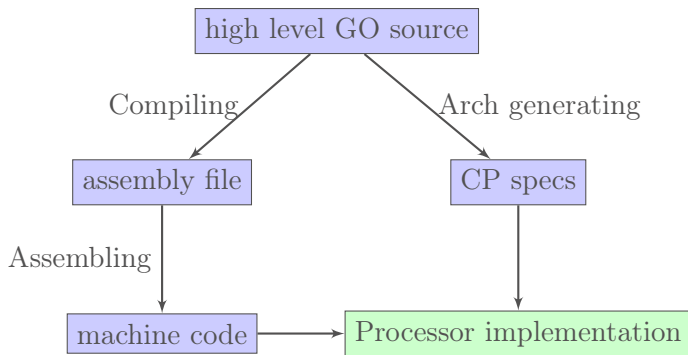 high level GO source
Compiling
Arch generating
assembly file
CP specs
Assembling
machine code
Processor implementation